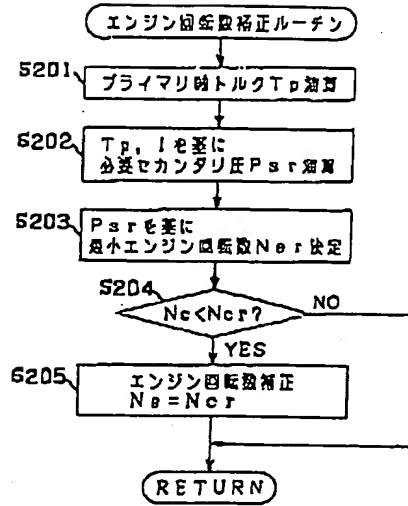 エンジン回転数補正ルーチン
S201
プライマリ軸トルクTp演算
S202
Tp, iを基に
必要セカンダリ圧Psr演算
S203
Psrを基に
最小エンジン回転数Ner決定
S204
Ne<Ner?
NO
YES
S205
エンジン回転数補正
Ne=Ner
RETURN